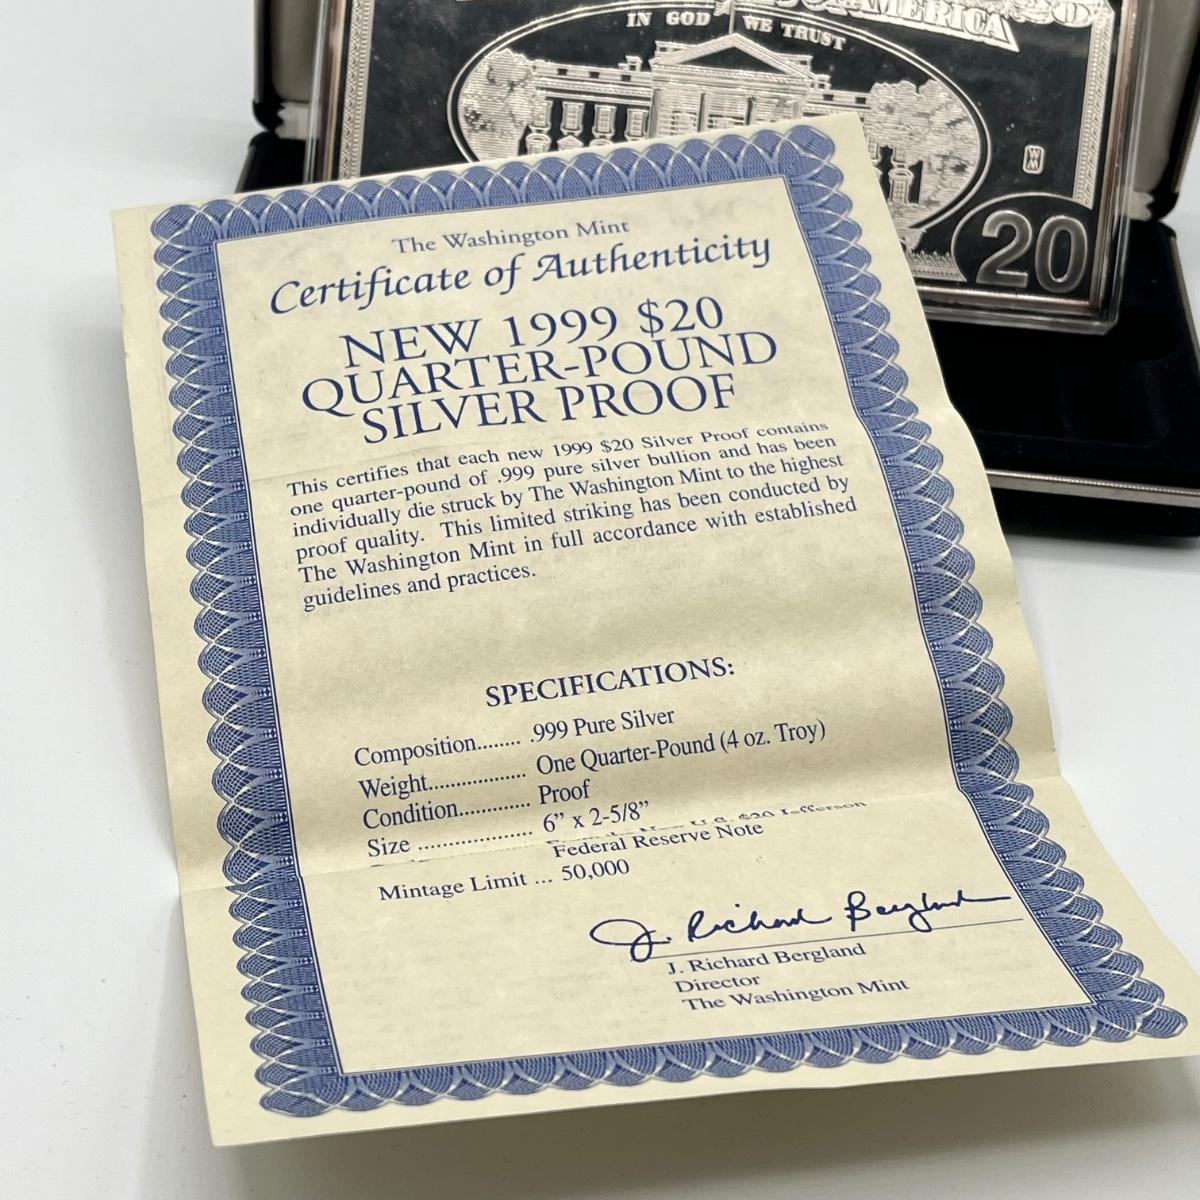 AMERICA
IN GOD WE TRUST
WM
20
The Washington Mint
Certificate of Authenticity
NEW 1999 $20
QUARTER-POUND
SILVER PROOF
This certifies that each new 1999 $20 Silver Proof contains
one quarter-pound of .999 pure silver bullion and has been
individually die struck by The Washington Mint to the highest
proof quality. This limited striking has been conducted by
The Washington Mint in full accordance with established
guidelines and practices.
SPECIFICATIONS:
Composition........ .999 Pure Silver
Weight.................. One Quarter-Pound (4 oz. Troy)
Condition............. Proof
Size ..................... 6” x 2-5/8”
U.S. $20
Federal Reserve Note
Mintage Limit ... 50,000
J. Richard Bergland
J. Richard Bergland
Director
The Washington Mint